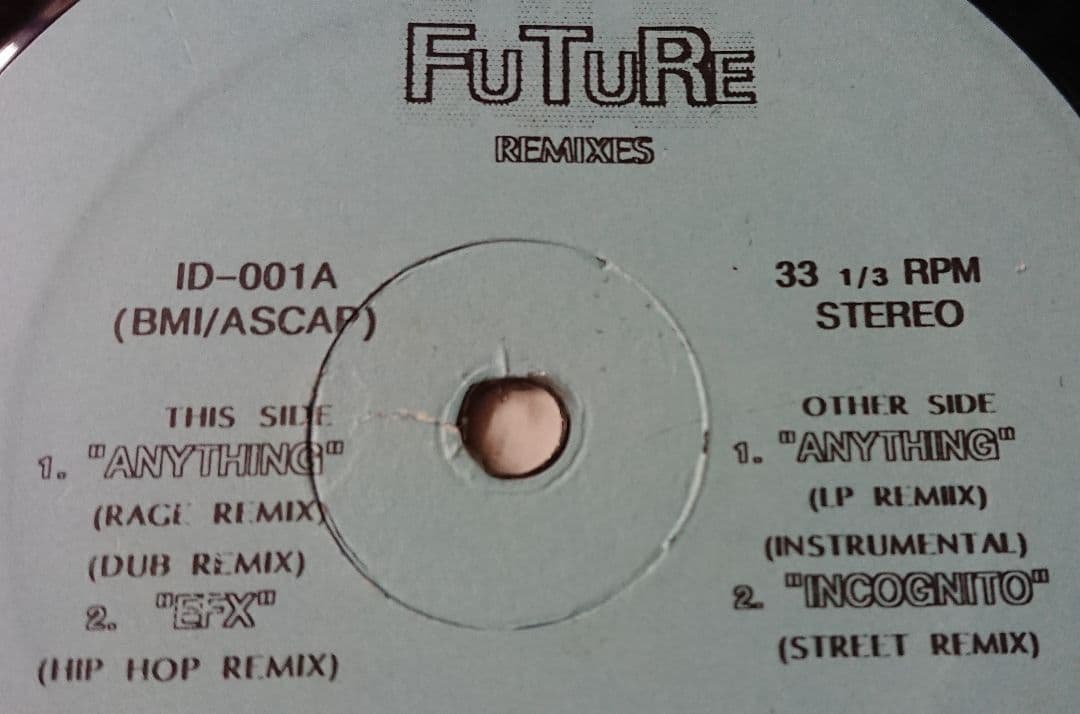 FUTURE
REMIXES
ID-001A
(BMI/ASCAP)
33 1/3 RPM
STEREO
THIS SIDE
1. "ANYTHING"
(RAGE REMIX)
(DUB REMIX)
2. "EFX"
(HIP HOP REMIX)
OTHER SIDE
1. "ANYTHING"
(LP REMIIX)
(INSTRUMENTAL)
2. "INCOGNITO"
(STREET REMIX)